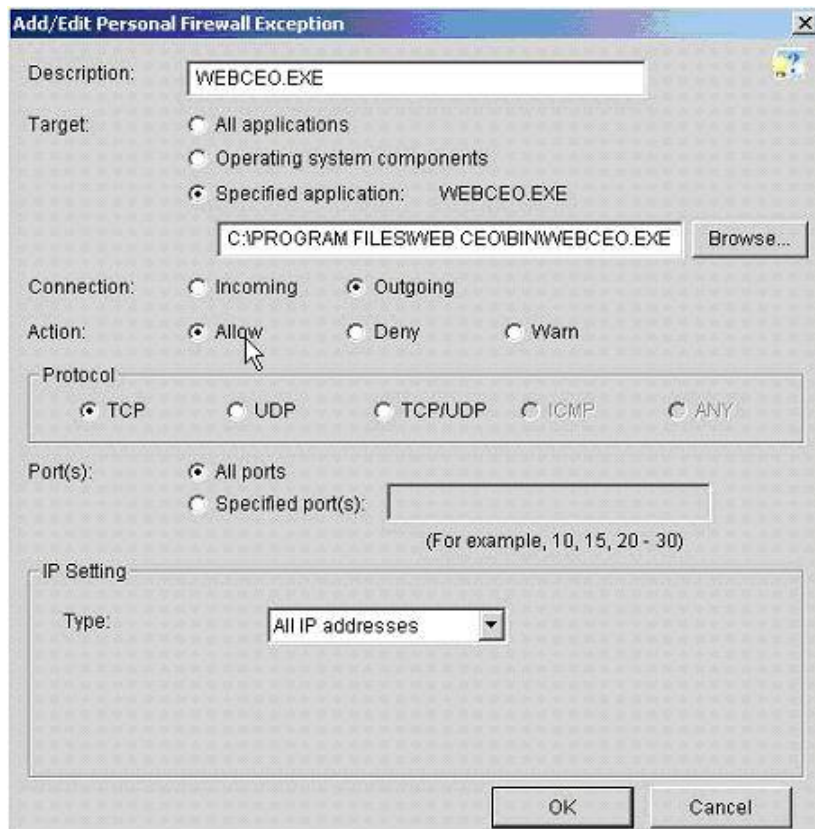 Add/Edit Personal Firewall Exception
Description: WEBCEO.EXE
Target: All applications
Operating system components
Specified application: WEBCEO.EXE
C:\PROGRAM FILES\WEB CEO\BIN\WEBCEO.EXE Browse...
Connection: Incoming Outgoing
Action: Allow Deny Warn
Protocol
TCP UDP TCP/UDP ICMP ANY
Port(s): All ports
Specified port(s):
(For example, 10, 15, 20 - 30)
IP Setting
Type: All IP addresses
OK Cancel